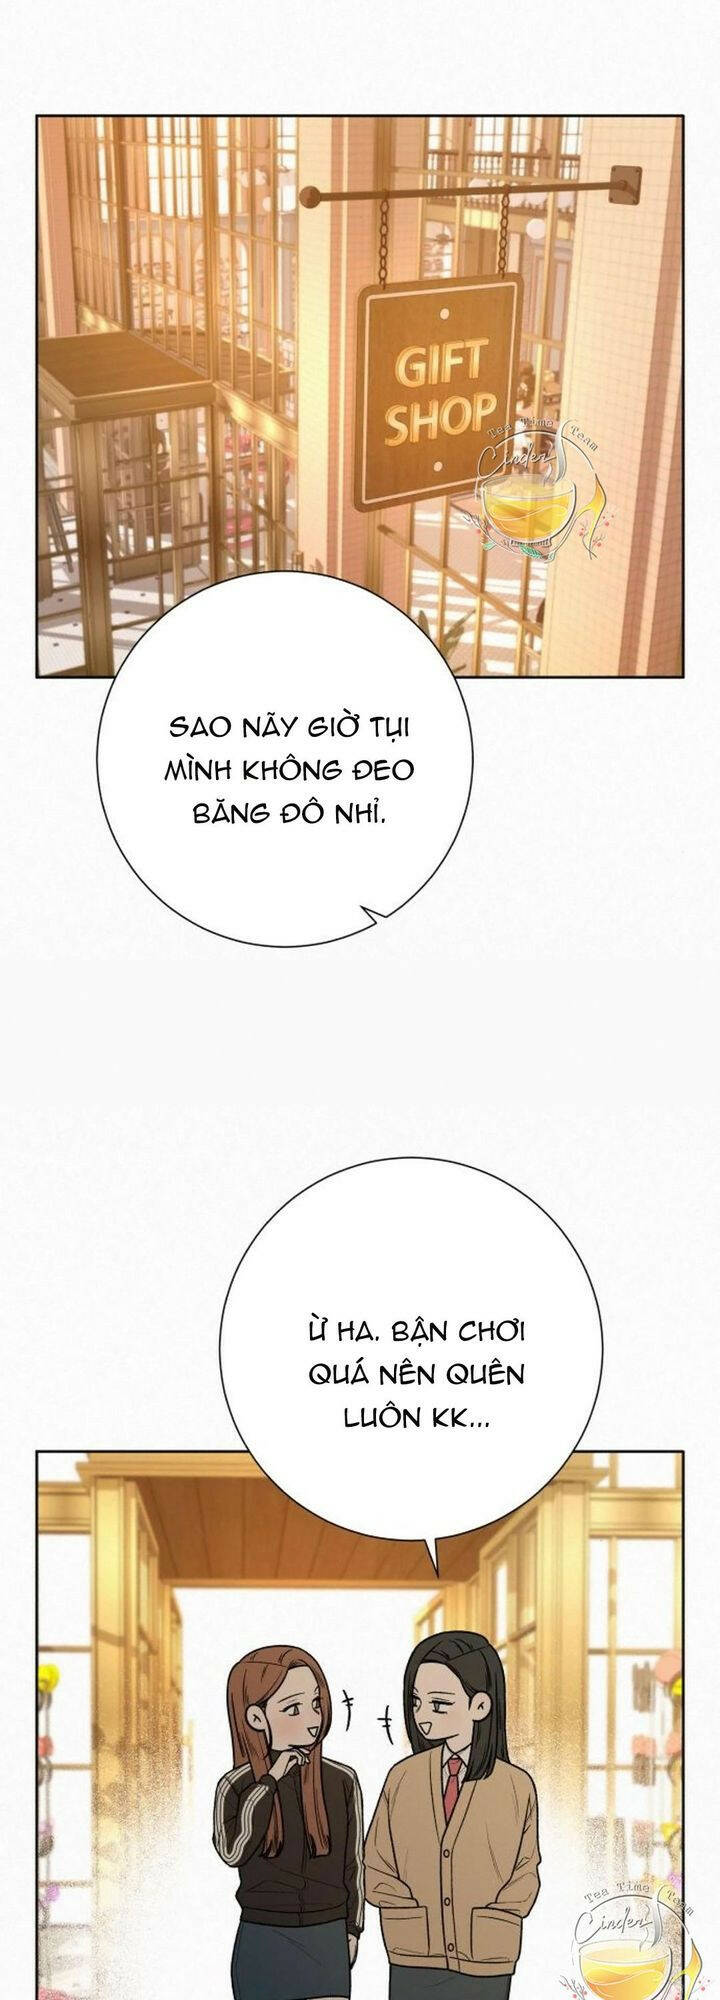 GIFT
SHOP
Tea Time Team
Cinder
SAO NÃY GIỜ TỤI
MÌNH KHÔNG ĐEO
BĂNG ĐÔ NHỈ.
Ừ HA. BẬN CHƠI
QUÁ NÊN QUÊN
LUÔN KK...
Tea Time Team
Cinder